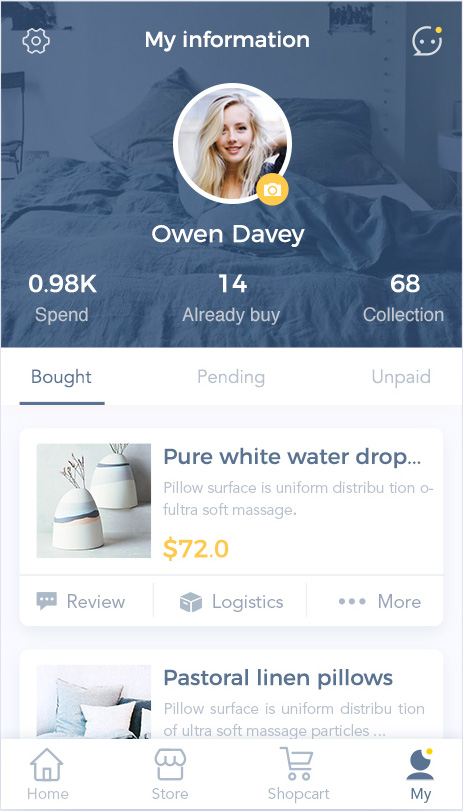 My information
Owen Davey
0.98K 14 68
Spend Already buy Collection
Bought Pending Unpaid
Pure white water drop...
Pillow surface is uniform distribu tion o-
fultra soft massage.
$72.0
Review Logistics More
Pastoral linen pillows
Pillow surface is uniform distribu tion
of ultra soft massage particles ...
Home Store Shopcart My